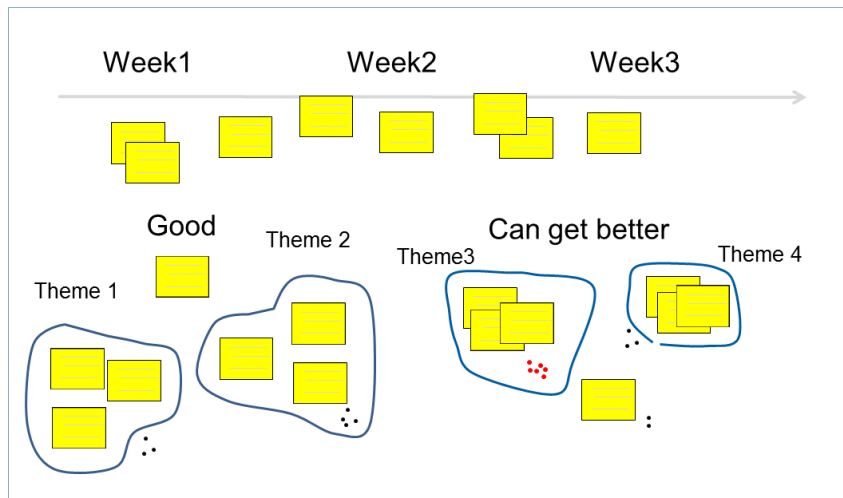 Week1
Week2
Week3
Good
Can get better
Theme 1
Theme 2
Theme3
Theme 4